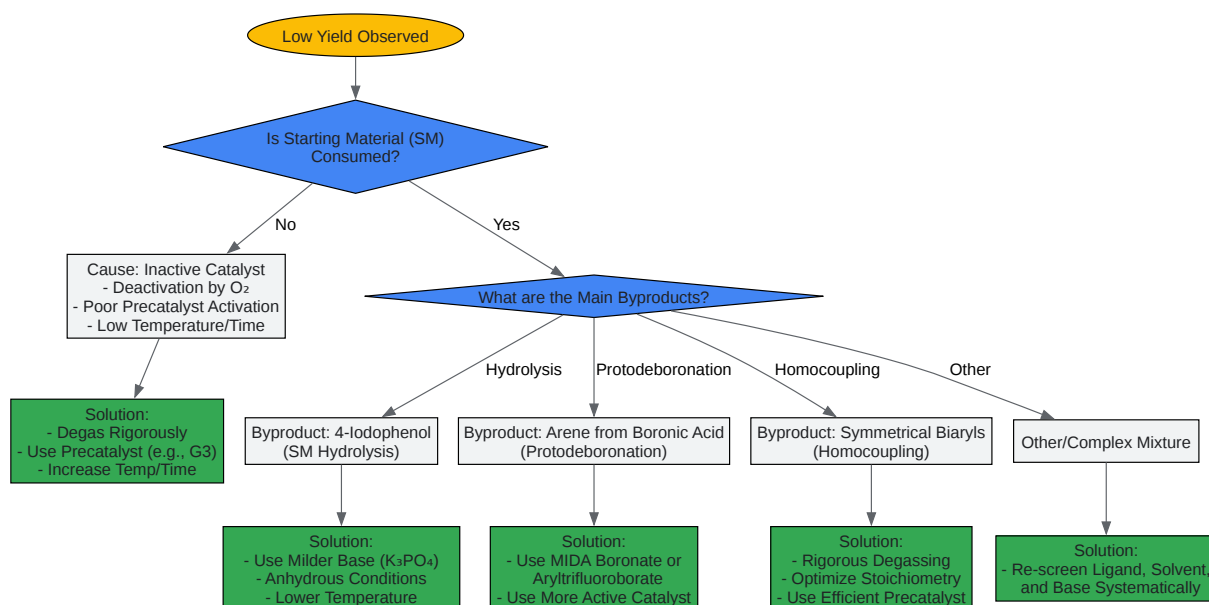 Low Yield Observed
Is Starting Material (SM)
Consumed?
No
Yes
Cause: Inactive Catalyst
- Deactivation by O₂
- Poor Precatalyst Activation
- Low Temperature/Time
What are the Main Byproducts?
Hydrolysis
Protodeboronation
Homocoupling
Other
Solution:
- Degas Rigorously
- Use Precatalyst (e.g., G3)
- Increase Temp/Time
Byproduct: 4-Iodophenol
(SM Hydrolysis)
Byproduct: Arene from Boronic Acid
(Protodeboronation)
Byproduct: Symmetrical Biaryls
(Homocoupling)
Other/Complex Mixture
Solution:
- Use Milder Base (K₃PO₄)
- Anhydrous Conditions
- Lower Temperature
Solution:
- Use MIDA Boronate or
Aryltrifluoroborate
- Use More Active Catalyst
Solution:
- Rigorous Degassing
- Optimize Stoichiometry
- Use Efficient Precatalyst
Solution:
- Re-screen Ligand, Solvent,
and Base Systematically